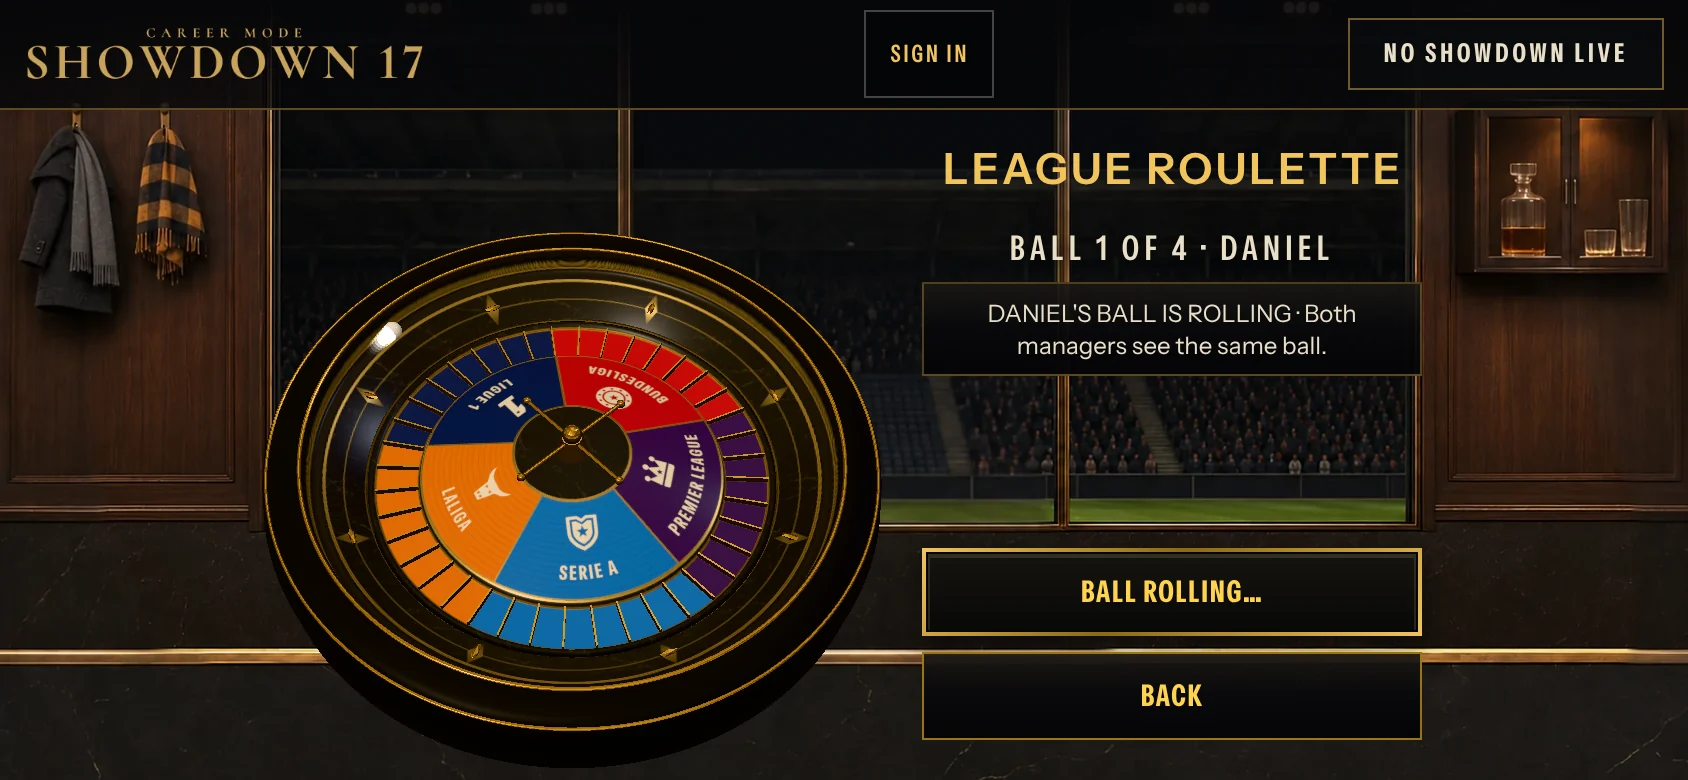 CAREER MODE
SHOWDOWN 17
SIGN IN
NO SHOWDOWN LIVE
LEAGUE ROULETTE
BALL 1 OF 4 · DANIEL
DANIEL'S BALL IS ROLLING · Both
managers see the same ball.
LIGUE 1
BUNDESLIGA
PREMIER LEAGUE
LALIGA
SERIE A
BALL ROLLING...
BACK